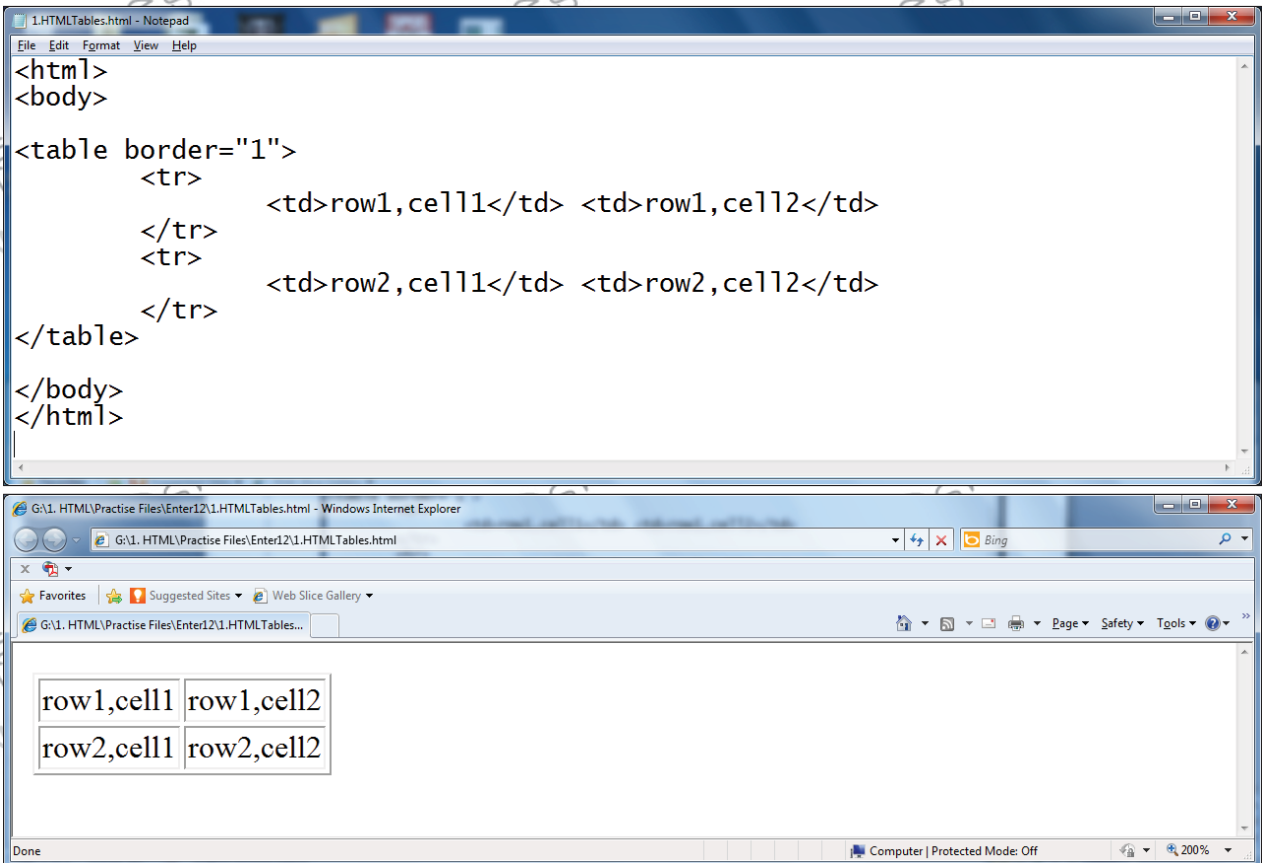 1.HTMLTables.html - Notepad
File Edit Format View Help
<html>
<body>
<table border="1">
<tr>
<td>row1,cell1</td> <td>row1,cell2</td>
</tr>
<tr>
<td>row2,cell1</td> <td>row2,cell2</td>
</tr>
</table>
</body>
</html>
G:\1. HTML\Practise Files\Enter12\1.HTMLTables.html - Windows Internet Explorer
G:\1. HTML\Practise Files\Enter12\1.HTMLTables.html
Bing
Favorites Suggested Sites Web Slice Gallery
G:\1. HTML\Practise Files\Enter12\1.HTMLTables...
Page Safety Tools
row1,cell1 row1,cell2
row2,cell1 row2,cell2
Done Computer | Protected Mode: Off 200%